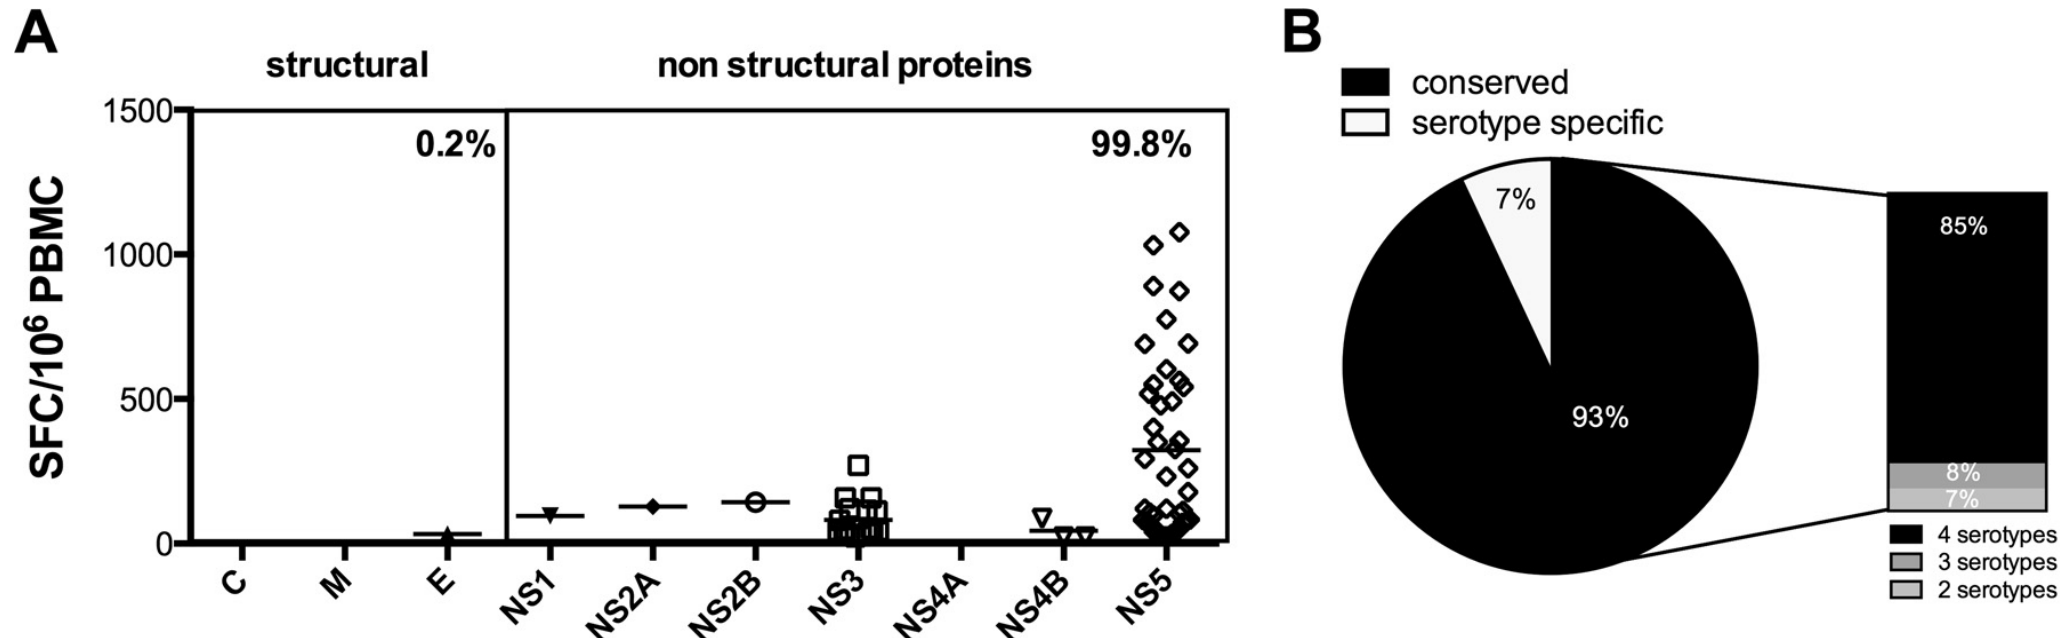 A
structural
non structural proteins
1500
1000
500
0
SFC/10⁶ PBMC
0.2%
99.8%
C
M
E
NS1
NS2A
NS2B
NS3
NS4A
NS4B
NS5
B
conserved
serotype specific
7%
93%
85%
8%
7%
4 serotypes
3 serotypes
2 serotypes